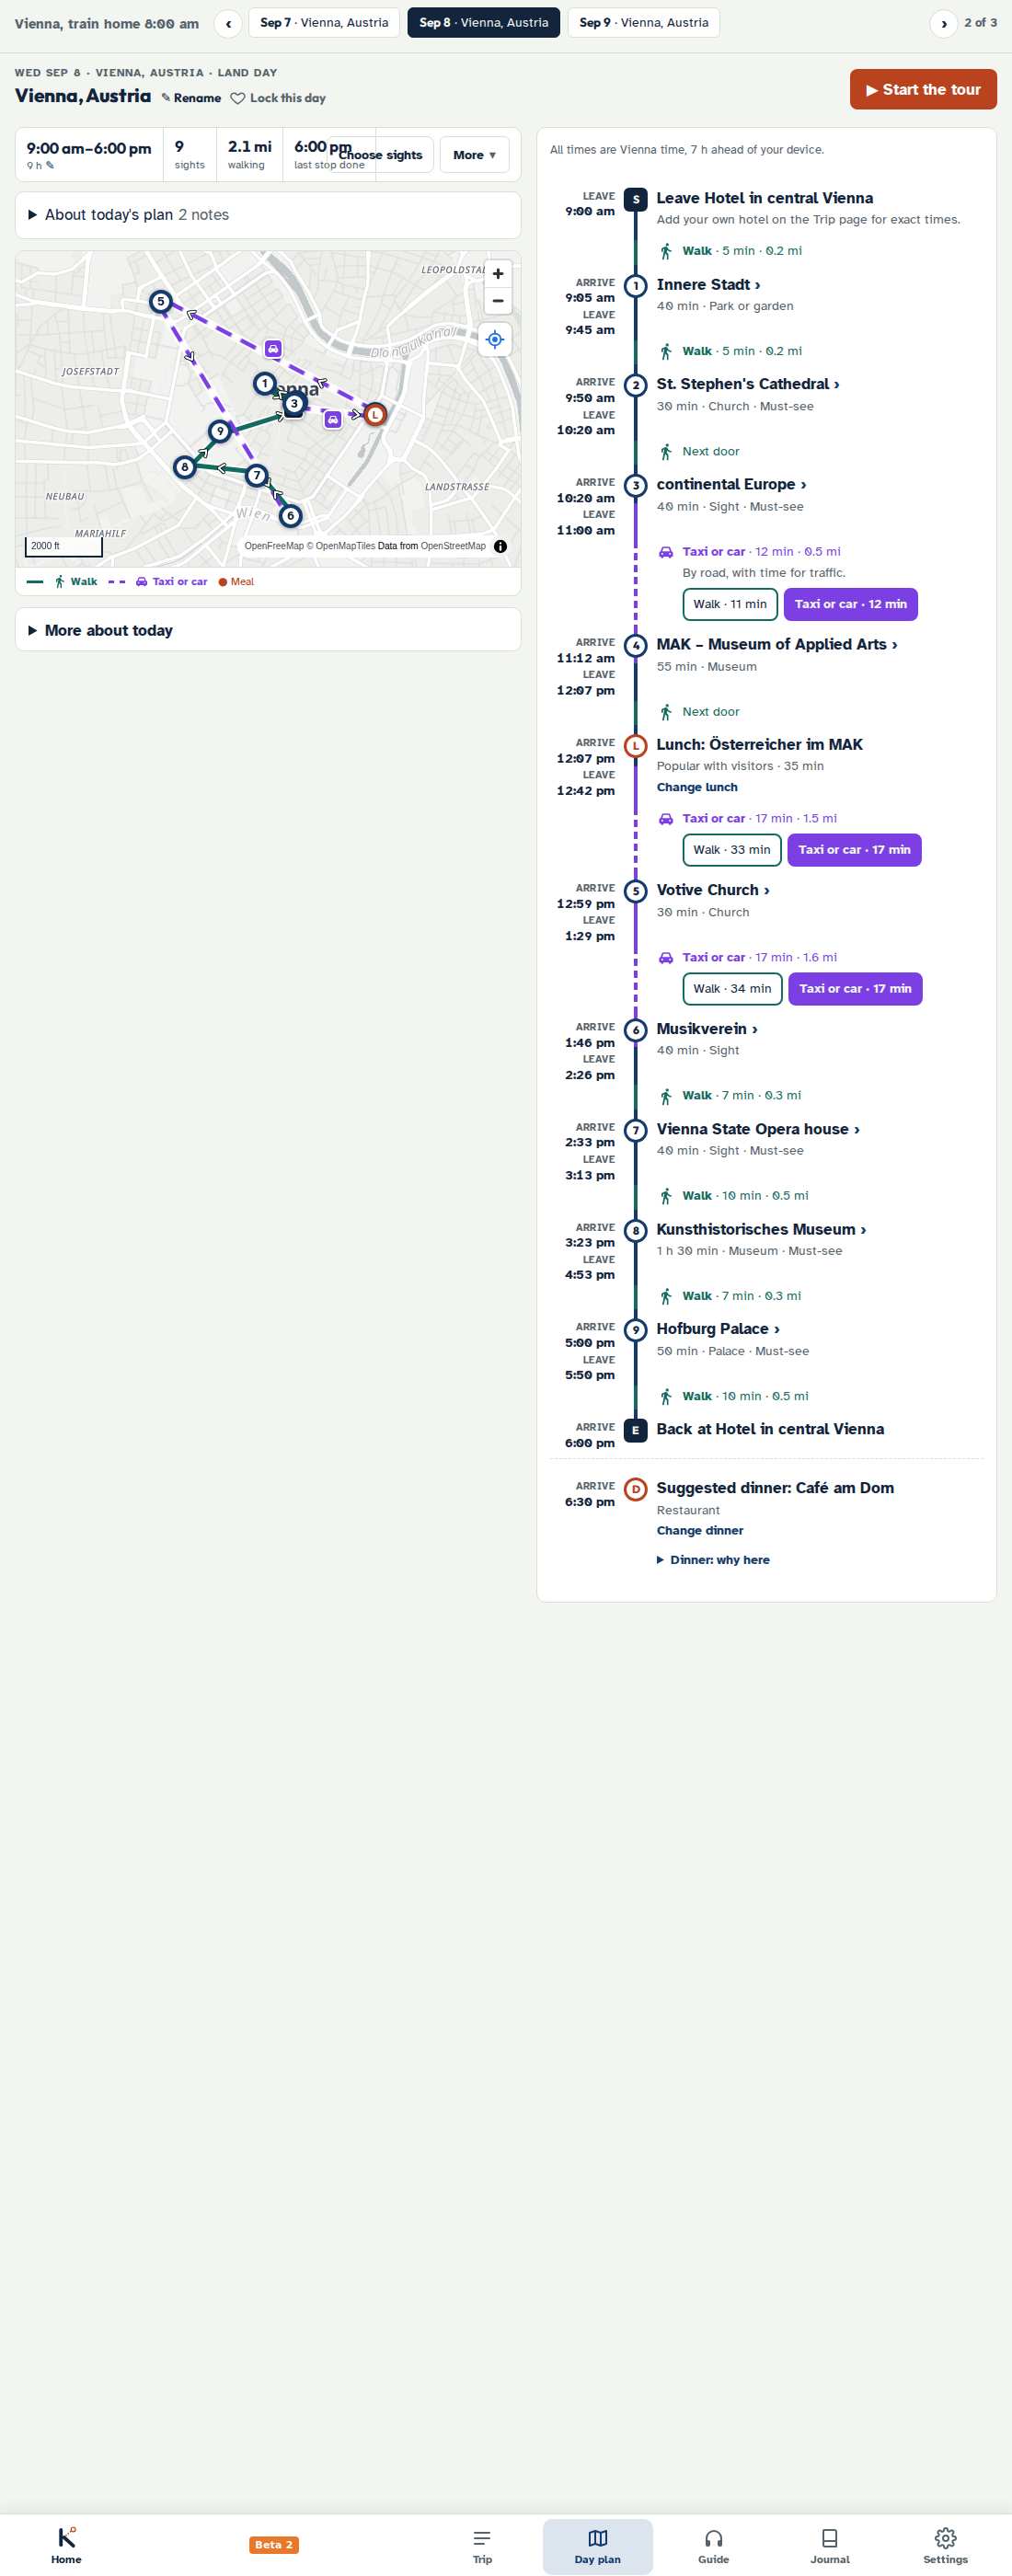 Vienna, train home 8:00 am
‹
Sep 7 · Vienna, Austria
Sep 8 · Vienna, Austria
Sep 9 · Vienna, Austria
›
2 of 3
WED SEP 8 · VIENNA, AUSTRIA · LAND DAY
Vienna, Austria
✎ Rename
Lock this day
▶ Start the tour
9:00 am–6:00 pm
9 h ✎
9
sights
2.1 mi
walking
6:00 pm
last stop done
Choose sights
More ▼
▶ About today's plan 2 notes
LEOPOLDSTA
Donaukanal
JOSEFSTADT
enna
NEUBAU
MARIAHILF
LANDSTRASSE
Wien
5
1
3
L
9
8
7
6
+
−
2000 ft
OpenFreeMap © OpenMapTiles Data from OpenStreetMap
Walk
Taxi or car
Meal
▶ More about today
All times are Vienna time, 7 h ahead of your device.
LEAVE
9:00 am
S
Leave Hotel in central Vienna
Add your own hotel on the Trip page for exact times.
Walk · 5 min · 0.2 mi
ARRIVE
9:05 am
LEAVE
9:45 am
1
Innere Stadt ›
40 min · Park or garden
Walk · 5 min · 0.2 mi
ARRIVE
9:50 am
LEAVE
10:20 am
2
St. Stephen's Cathedral ›
30 min · Church · Must-see
Next door
ARRIVE
10:20 am
LEAVE
11:00 am
3
continental Europe ›
40 min · Sight · Must-see
Taxi or car · 12 min · 0.5 mi
By road, with time for traffic.
Walk · 11 min
Taxi or car · 12 min
ARRIVE
11:12 am
LEAVE
12:07 pm
4
MAK – Museum of Applied Arts ›
55 min · Museum
Next door
ARRIVE
12:07 pm
LEAVE
12:42 pm
L
Lunch: Österreicher im MAK
Popular with visitors · 35 min
Change lunch
Taxi or car · 17 min · 1.5 mi
Walk · 33 min
Taxi or car · 17 min
ARRIVE
12:59 pm
LEAVE
1:29 pm
5
Votive Church ›
30 min · Church
Taxi or car · 17 min · 1.6 mi
Walk · 34 min
Taxi or car · 17 min
ARRIVE
1:46 pm
LEAVE
2:26 pm
6
Musikverein ›
40 min · Sight
Walk · 7 min · 0.3 mi
ARRIVE
2:33 pm
LEAVE
3:13 pm
7
Vienna State Opera house ›
40 min · Sight · Must-see
Walk · 10 min · 0.5 mi
ARRIVE
3:23 pm
LEAVE
4:53 pm
8
Kunsthistorisches Museum ›
1 h 30 min · Museum · Must-see
Walk · 7 min · 0.3 mi
ARRIVE
5:00 pm
LEAVE
5:50 pm
9
Hofburg Palace ›
50 min · Palace · Must-see
Walk · 10 min · 0.5 mi
ARRIVE
6:00 pm
E
Back at Hotel in central Vienna
ARRIVE
6:30 pm
D
Suggested dinner: Café am Dom
Restaurant
Change dinner
▶ Dinner: why here
Home
Beta 2
Trip
Day plan
Guide
Journal
Settings